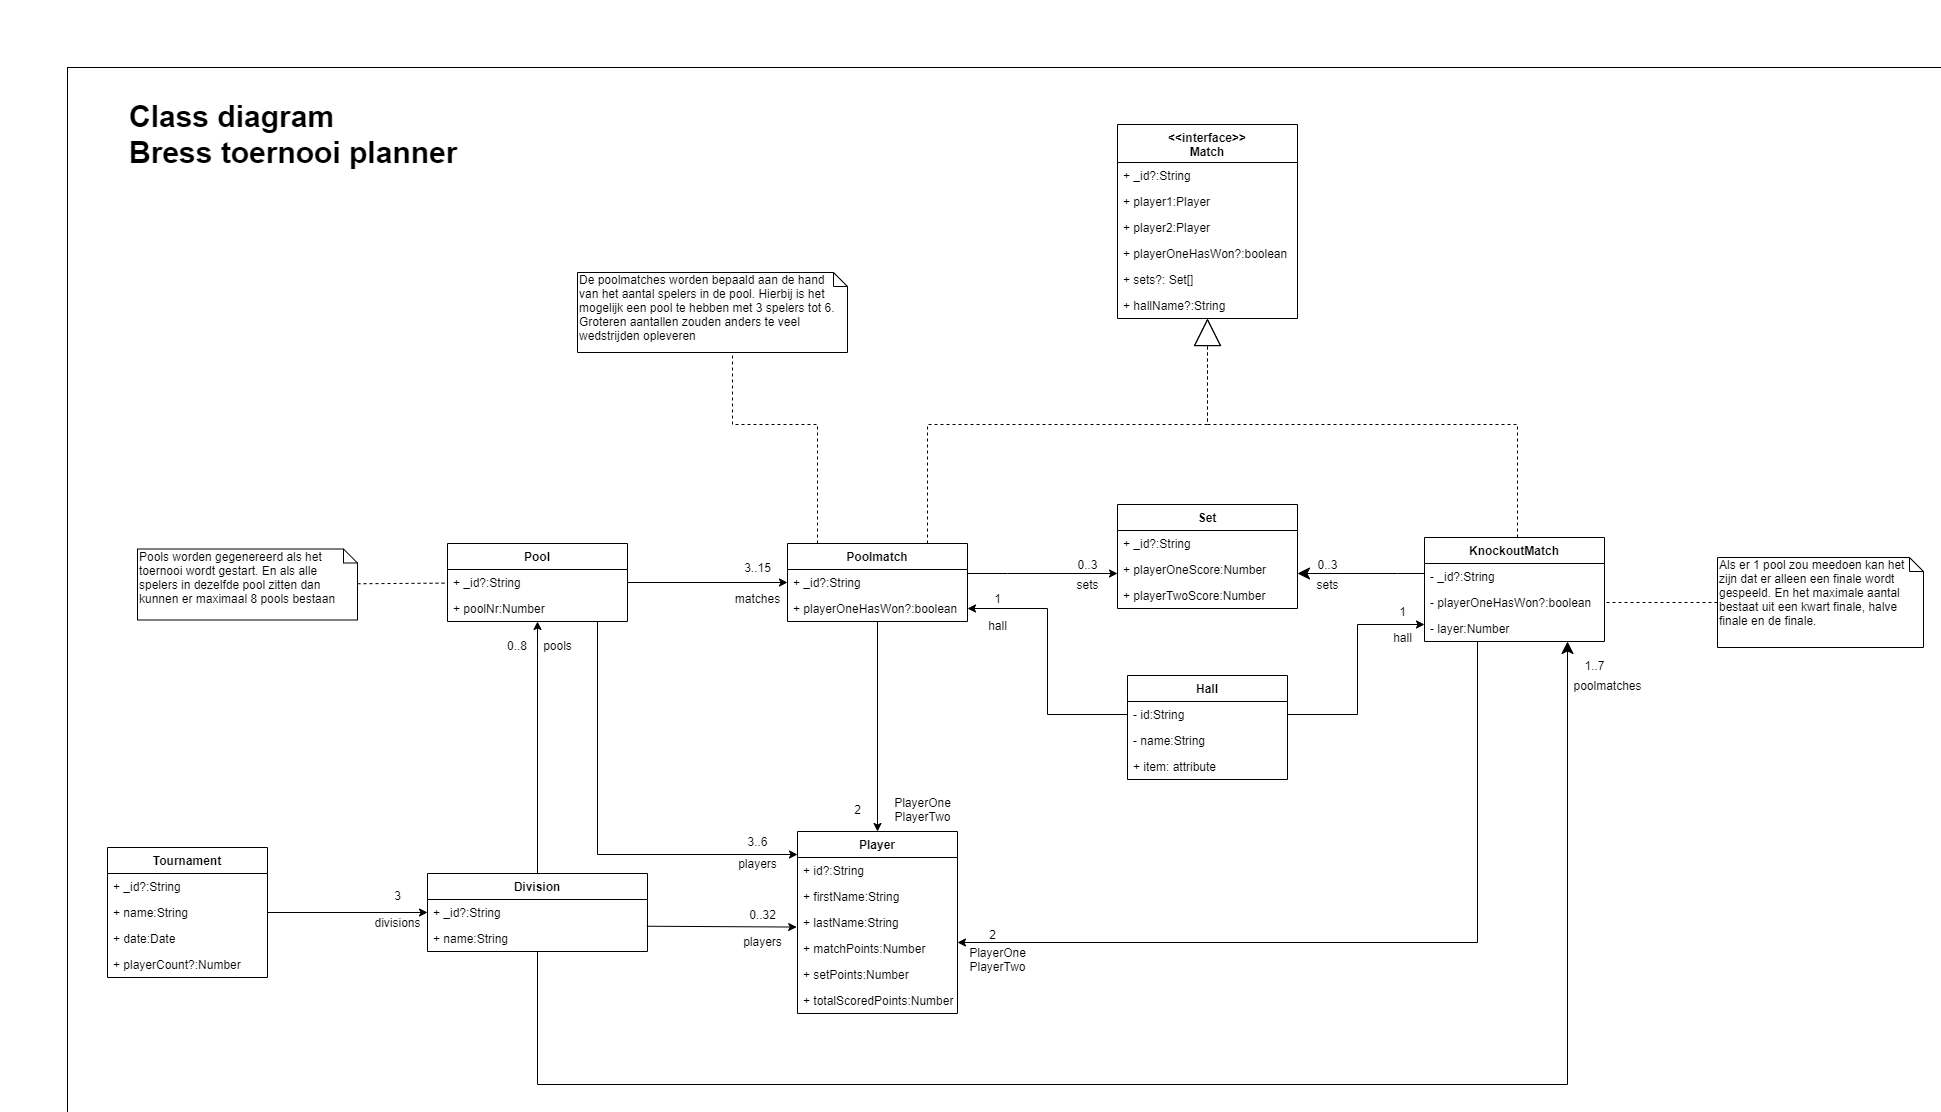 Class diagram
Bress toernooi planner
<<interface>>
Match
+ _id?:String
+ player1:Player
+ player2:Player
+ playerOneHasWon?:boolean
+ sets?: Set[]
+ hallName?:String
De poolmatches worden bepaald aan de hand
van het aantal spelers in de pool. Hierbij is het
mogelijk een pool te hebben met 3 spelers tot 6.
Groteren aantallen zouden anders te veel
wedstrijden opleveren
Pools worden gegenereerd als het
toernooi wordt gestart. En als alle
spelers in dezelfde pool zitten dan
kunnen er maximaal 8 pools bestaan
Pool
+ _id?:String
+ poolNr:Number
3..15
matches
Poolmatch
+ _id?:String
+ playerOneHasWon?:boolean
0..3
sets
Set
+ _id?:String
+ playerOneScore:Number
+ playerTwoScore:Number
0..3
sets
KnockoutMatch
- _id?:String
- playerOneHasWon?:boolean
- layer:Number
Als er 1 pool zou meedoen kan het
zijn dat er alleen een finale wordt
gespeeld. En het maximale aantal
bestaat uit een kwart finale, halve
finale en de finale.
1
hall
1
hall
0..8
pools
1..7
poolmatches
Hall
- id:String
- name:String
+ item: attribute
2
PlayerOne
PlayerTwo
3..6
players
Player
+ id?:String
+ firstName:String
+ lastName:String
+ matchPoints:Number
+ setPoints:Number
+ totalScoredPoints:Number
Tournament
+ _id?:String
+ name:String
+ date:Date
+ playerCount?:Number
3
divisions
Division
+ _id?:String
+ name:String
0..32
players
2
PlayerOne
PlayerTwo